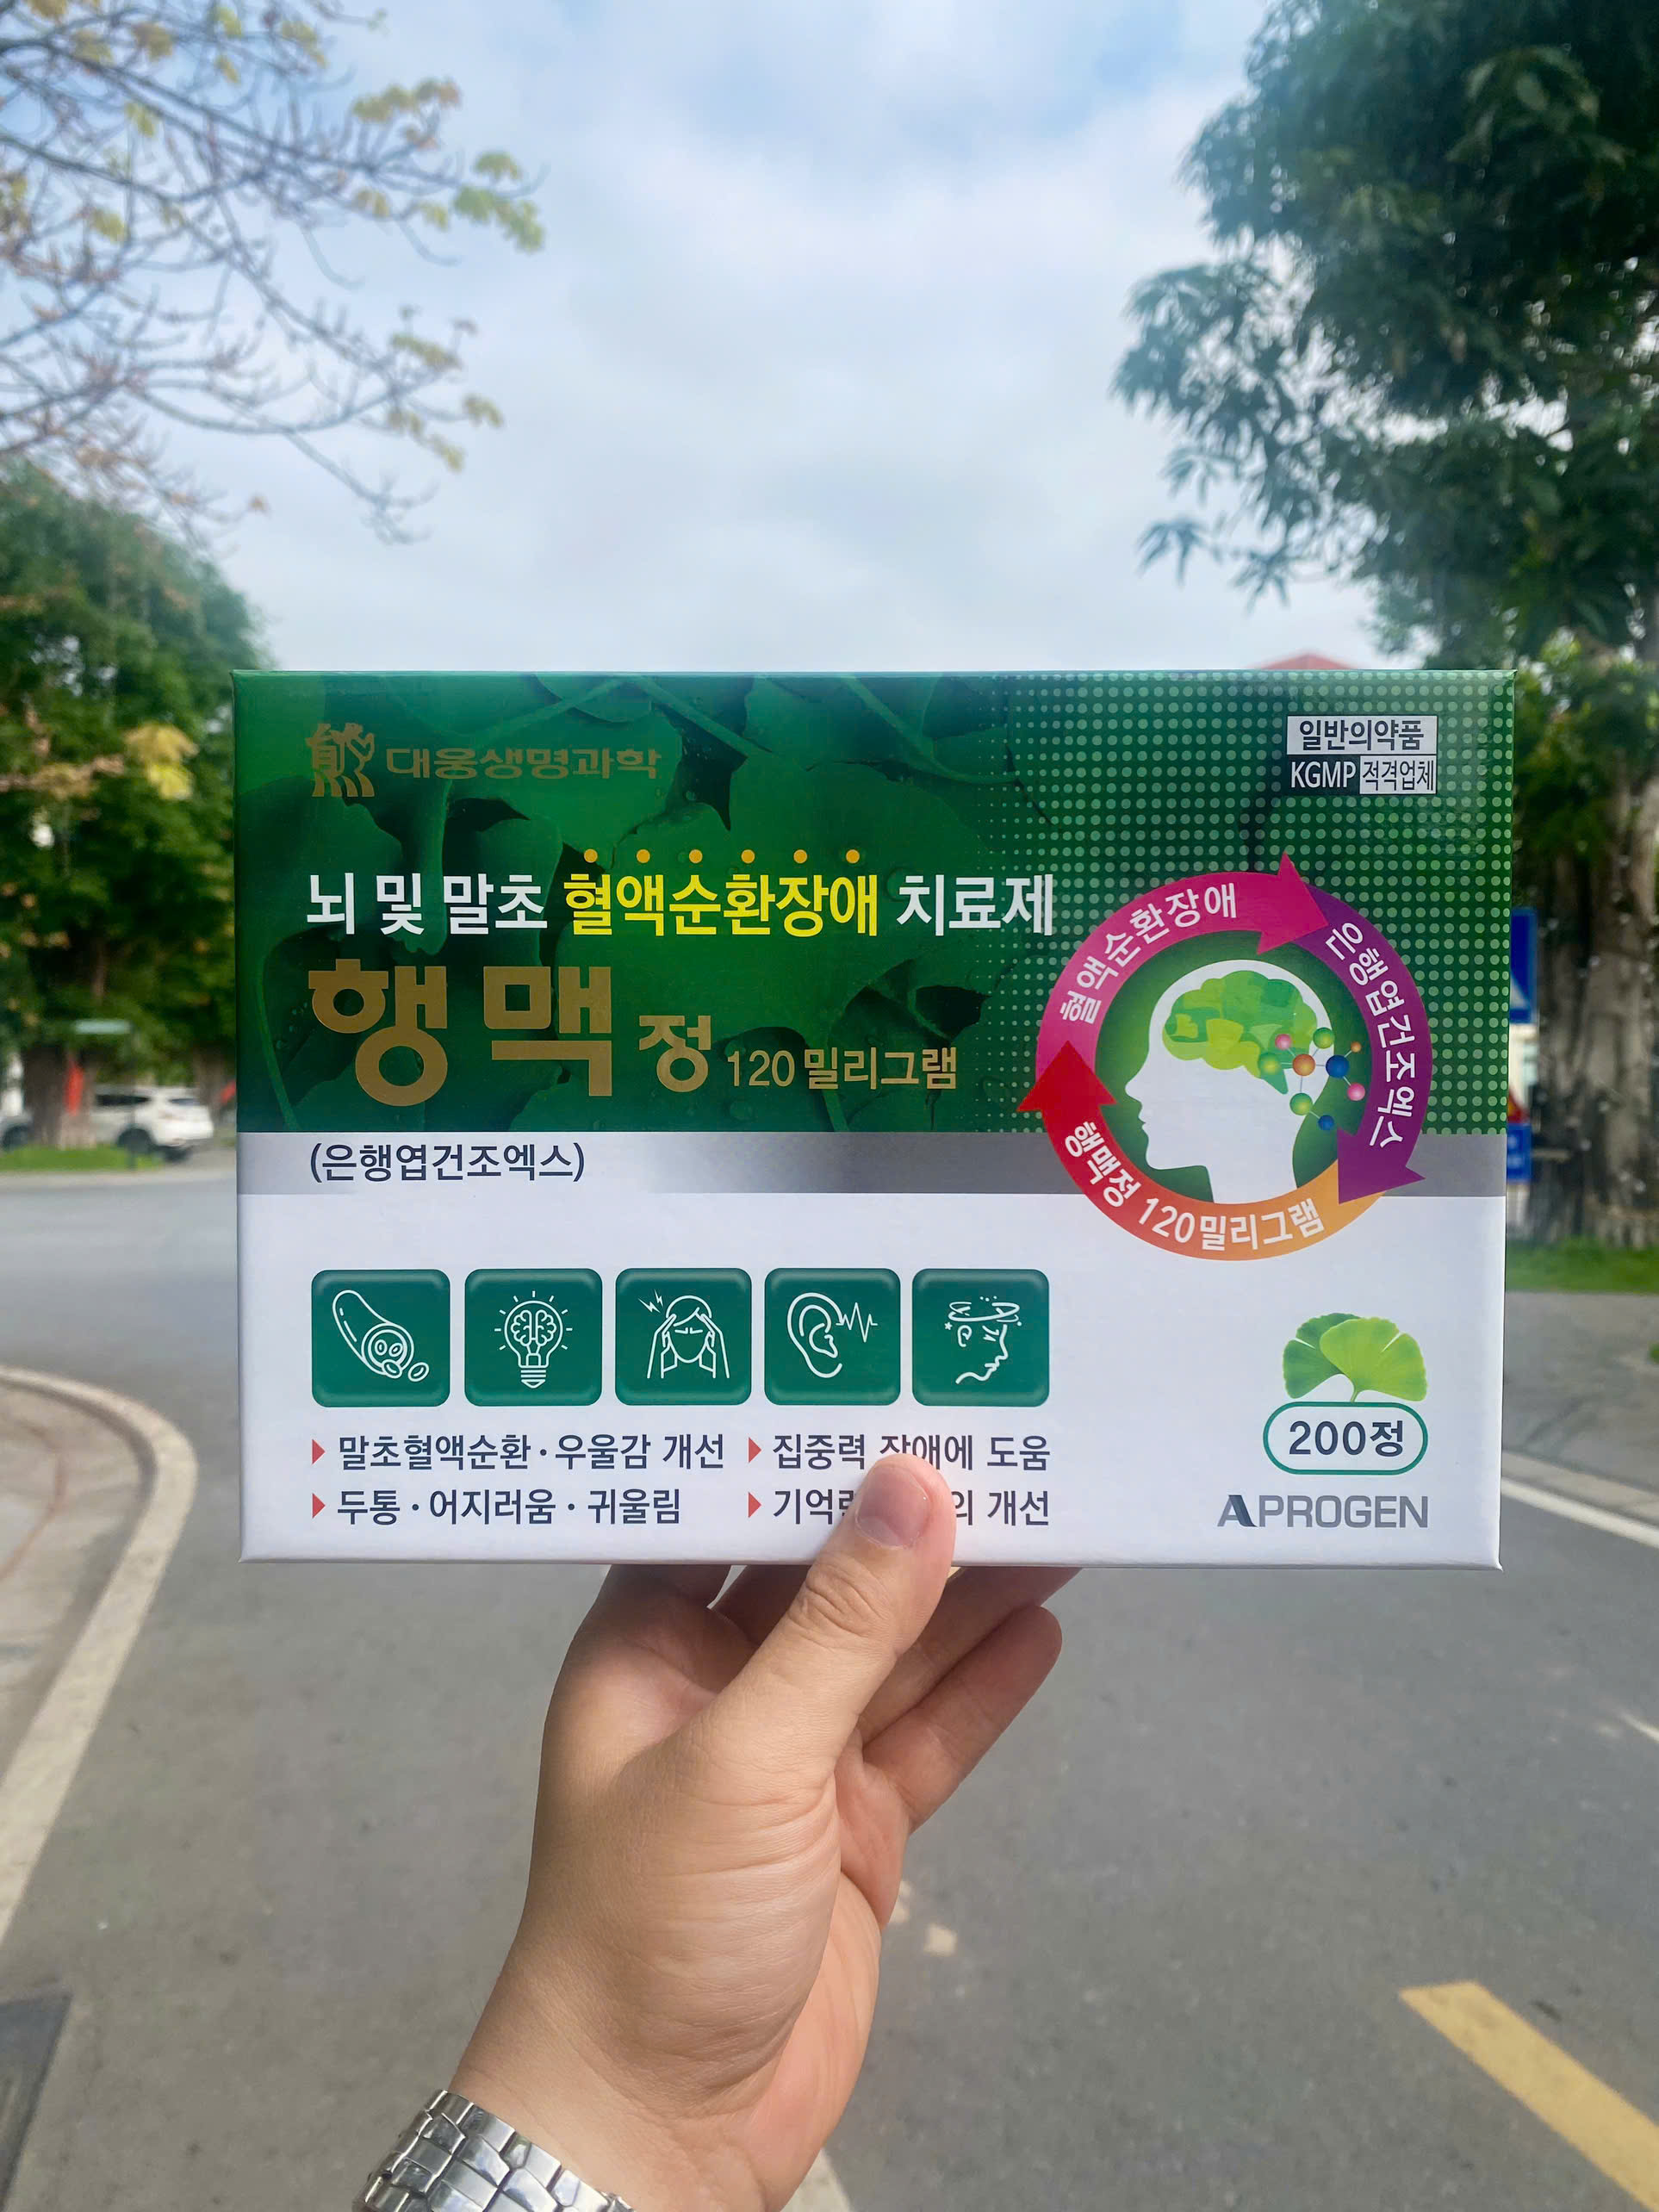 대웅생명과학
일반의약품
KGMP 적격업체
뇌 및 말초 혈액순환장애 치료제
행맥정 120밀리그램
(은행엽건조엑스)
혈액순환장애
은행엽건조엑스
행맥정 120밀리그램
말초혈액순환·우울감 개선
집중력 장애에 도움
두통·어지러움·귀울림
기억 의 개선
200정
APROGEN